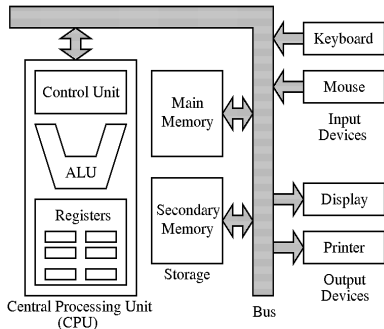 Control Unit
ALU
Registers
Central Processing Unit
(CPU)
Main
Memory
Secondary
Memory
Storage
Bus
Keyboard
Mouse
Input
Devices
Display
Printer
Output
Devices